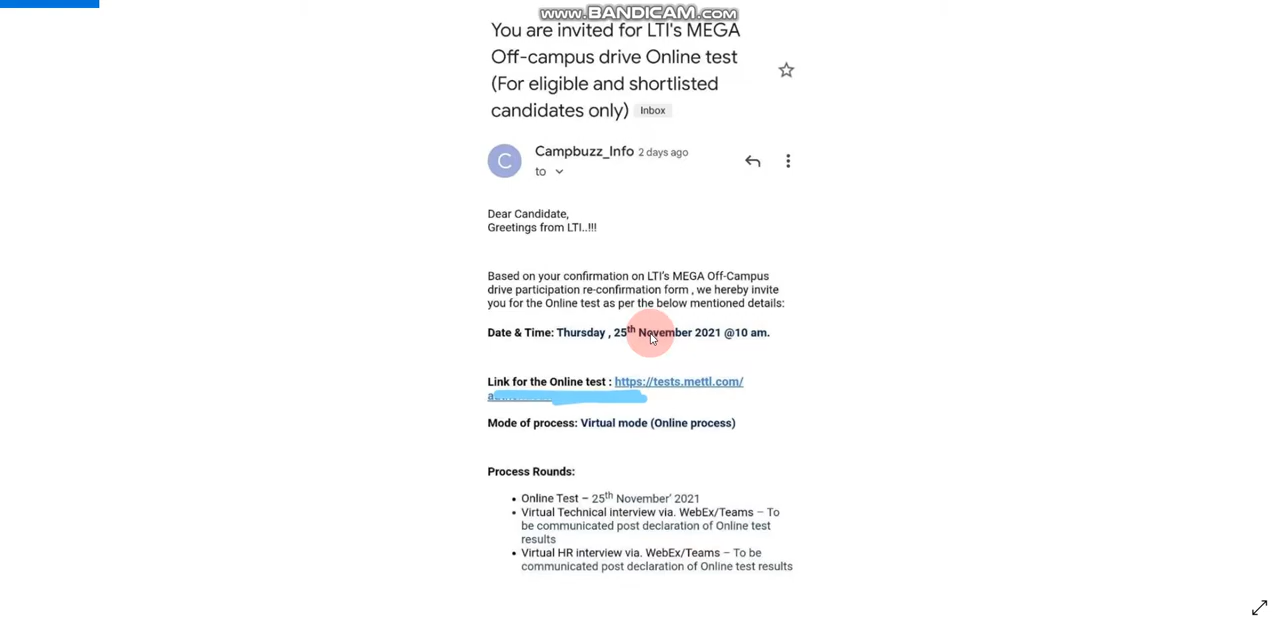 www.BANDICAM.com
You are invited for LTI's MEGA
Off-campus drive Online test
(For eligible and shortlisted
candidates only) Inbox
C
Campbuzz_Info 2 days ago
to
Dear Candidate,
Greetings from LTI..!!!
Based on your confirmation on LTI's MEGA Off-Campus
drive participation re-confirmation form , we hereby invite
you for the Online test as per the below mentioned details:
Date & Time: Thursday , 25th November 2021 @10 am.
Link for the Online test : https://tests.mettl.com/
Mode of process: Virtual mode (Online process)
Process Rounds:
• Online Test – 25th November' 2021
• Virtual Technical interview via. WebEx/Teams – To
be communicated post declaration of Online test
results
• Virtual HR interview via. WebEx/Teams – To be
communicated post declaration of Online test results